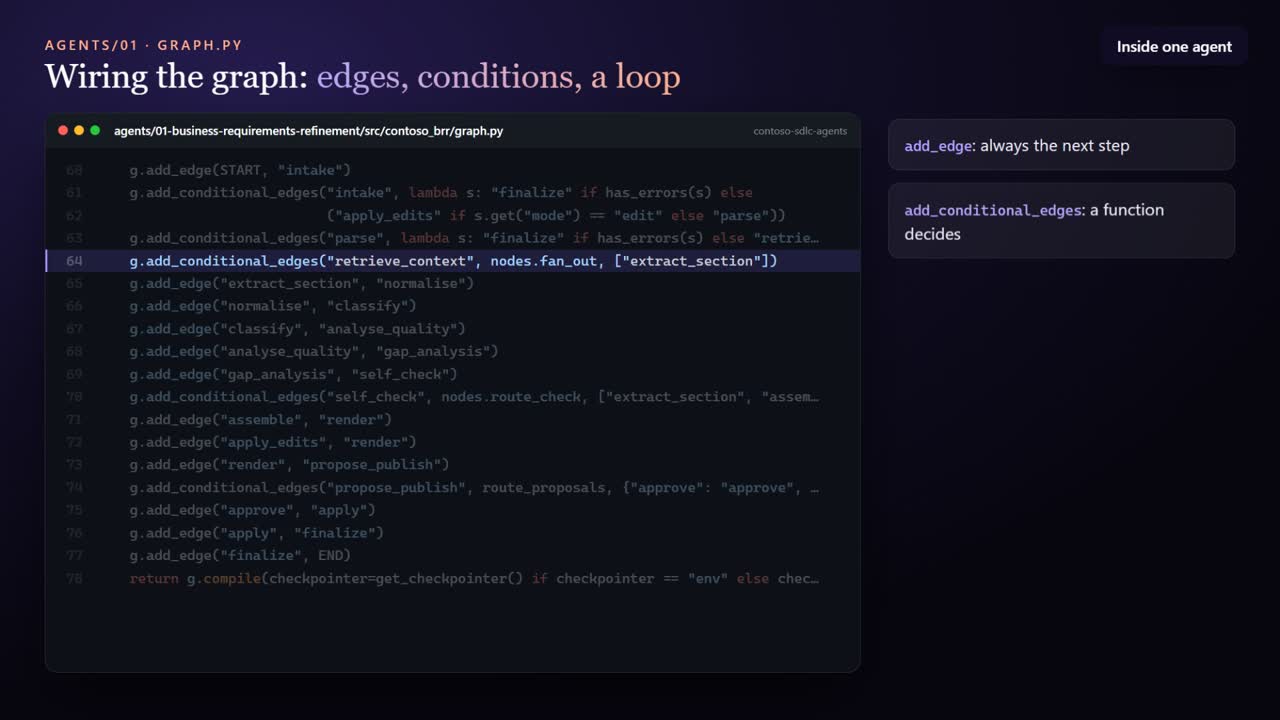 AGENTS/01 · GRAPH.PY
Wiring the graph: edges, conditions, a loop
Inside one agent
agents/01-business-requirements-refinement/src/contoso_brr/graph.py
contoso-sdlc-agents
60 g.add_edge(START, "intake")
61 g.add_conditional_edges("intake", lambda s: "finalize" if has_errors(s) else
62 ("apply_edits" if s.get("mode") == "edit" else "parse"))
63 g.add_conditional_edges("parse", lambda s: "finalize" if has_errors(s) else "retrie…
64 g.add_conditional_edges("retrieve_context", nodes.fan_out, ["extract_section"])
65 g.add_edge("extract_section", "normalise")
66 g.add_edge("normalise", "classify")
67 g.add_edge("classify", "analyse_quality")
68 g.add_edge("analyse_quality", "gap_analysis")
69 g.add_edge("gap_analysis", "self_check")
70 g.add_conditional_edges("self_check", nodes.route_check, ["extract_section", "assem…
71 g.add_edge("assemble", "render")
72 g.add_edge("apply_edits", "render")
73 g.add_edge("render", "propose_publish")
74 g.add_conditional_edges("propose_publish", route_proposals, {"approve": "approve", …
75 g.add_edge("approve", "apply")
76 g.add_edge("apply", "finalize")
77 g.add_edge("finalize", END)
78 return g.compile(checkpointer=get_checkpointer() if checkpointer == "env" else chec…
add_edge: always the next step
add_conditional_edges: a function
decides